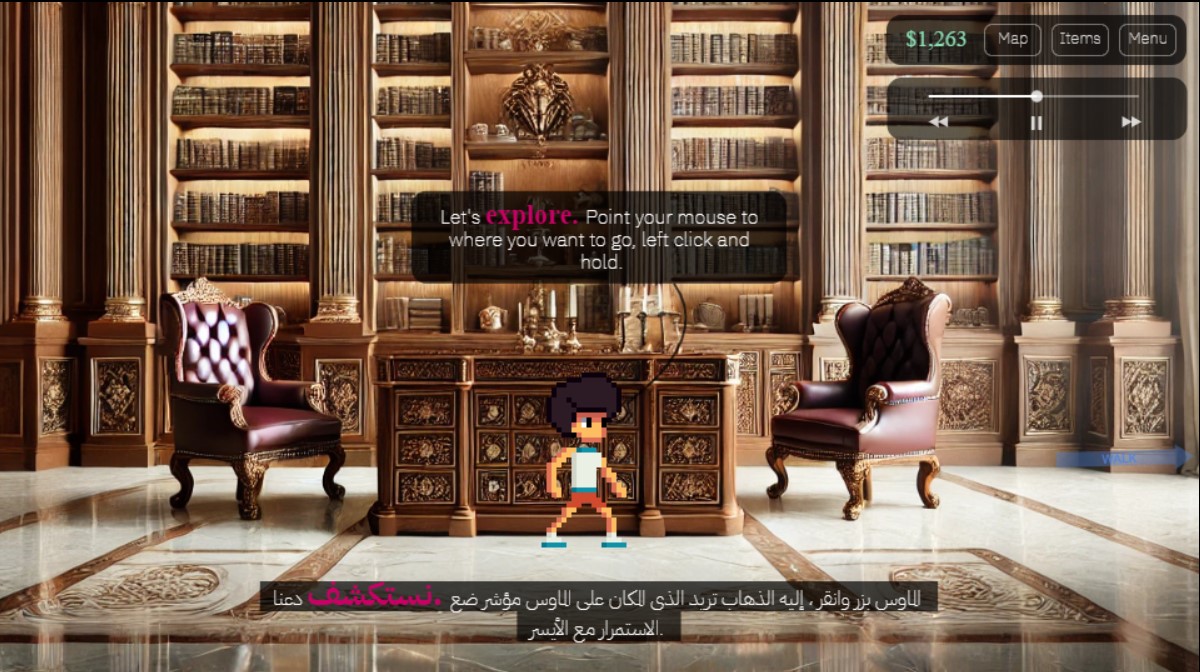 $1,263
Map
Items
Menu
Let's explore. Point your mouse to
where you want to go, left click and
hold.
WALK
الماوس بزر وانقر ، إليه الذهاب تريد الذي المكان على الماوس مؤشر ضع .نستكشف دعنا
.الاستمرار مع الأيسر